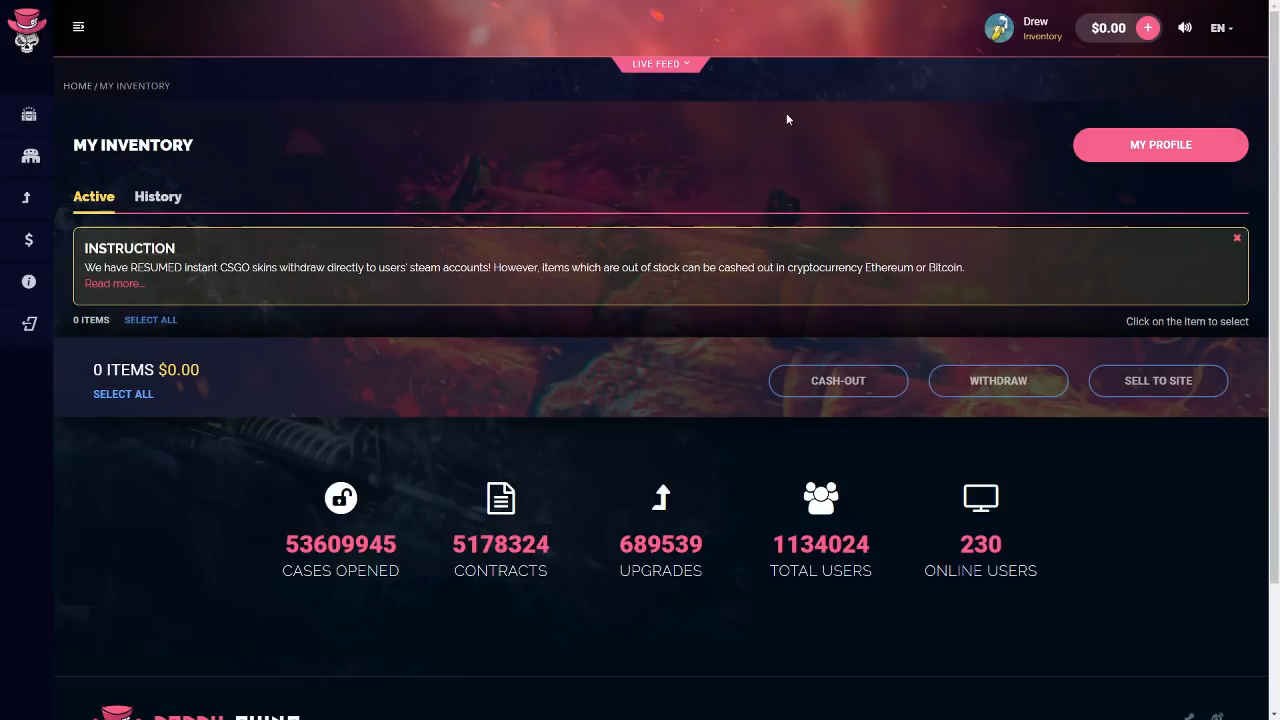 Drew
Inventory
$0.00
EN
LIVE FEED
HOME / MY INVENTORY
MY INVENTORY
MY PROFILE
Active
History
INSTRUCTION
We have RESUMED instant CSGO skins withdraw directly to users' steam accounts! However, items which are out of stock can be cashed out in cryptocurrency Ethereum or Bitcoin.
Read more...
0 ITEMS SELECT ALL
Click on the item to select
0 ITEMS $0.00
SELECT ALL
CASH-OUT
WITHDRAW
SELL TO SITE
53609945
5178324
689539
1134024
230
CASES OPENED
CONTRACTS
UPGRADES
TOTAL USERS
ONLINE USERS